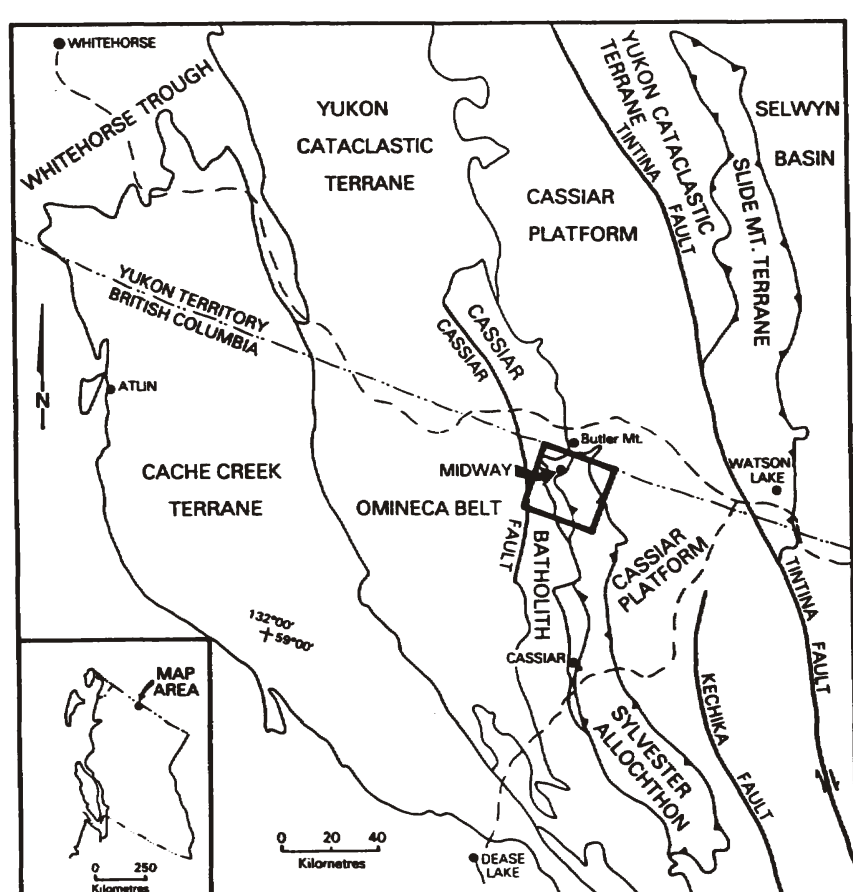 WHITEHORSE
WHITEHORSE TROUGH
YUKON
CATACLASTIC
TERRANE
YUKON CATACLASTIC
TERRANE
TINTINA
FAULT
SELWYN
BASIN
SLIDE MT. TERRANE
CASSIAR
PLATFORM
YUKON TERRITORY
BRITISH COLUMBIA
CASSIAR
CASSIAR
N
ATLIN
Butler Mt.
MIDWAY
WATSON
LAKE
CACHE CREEK
TERRANE
OMINECA BELT
FAULT
BATHOLITH
CASSIAR
PLATFORM
TINTINA
FAULT
132°00'
59°00'
CASSIAR
KECHIKA
FAULT
SYLVESTER
ALLOCHTHON
MAP
AREA
0 250
Kilometres
0 20 40
Kilometres
DEASE
LAKE